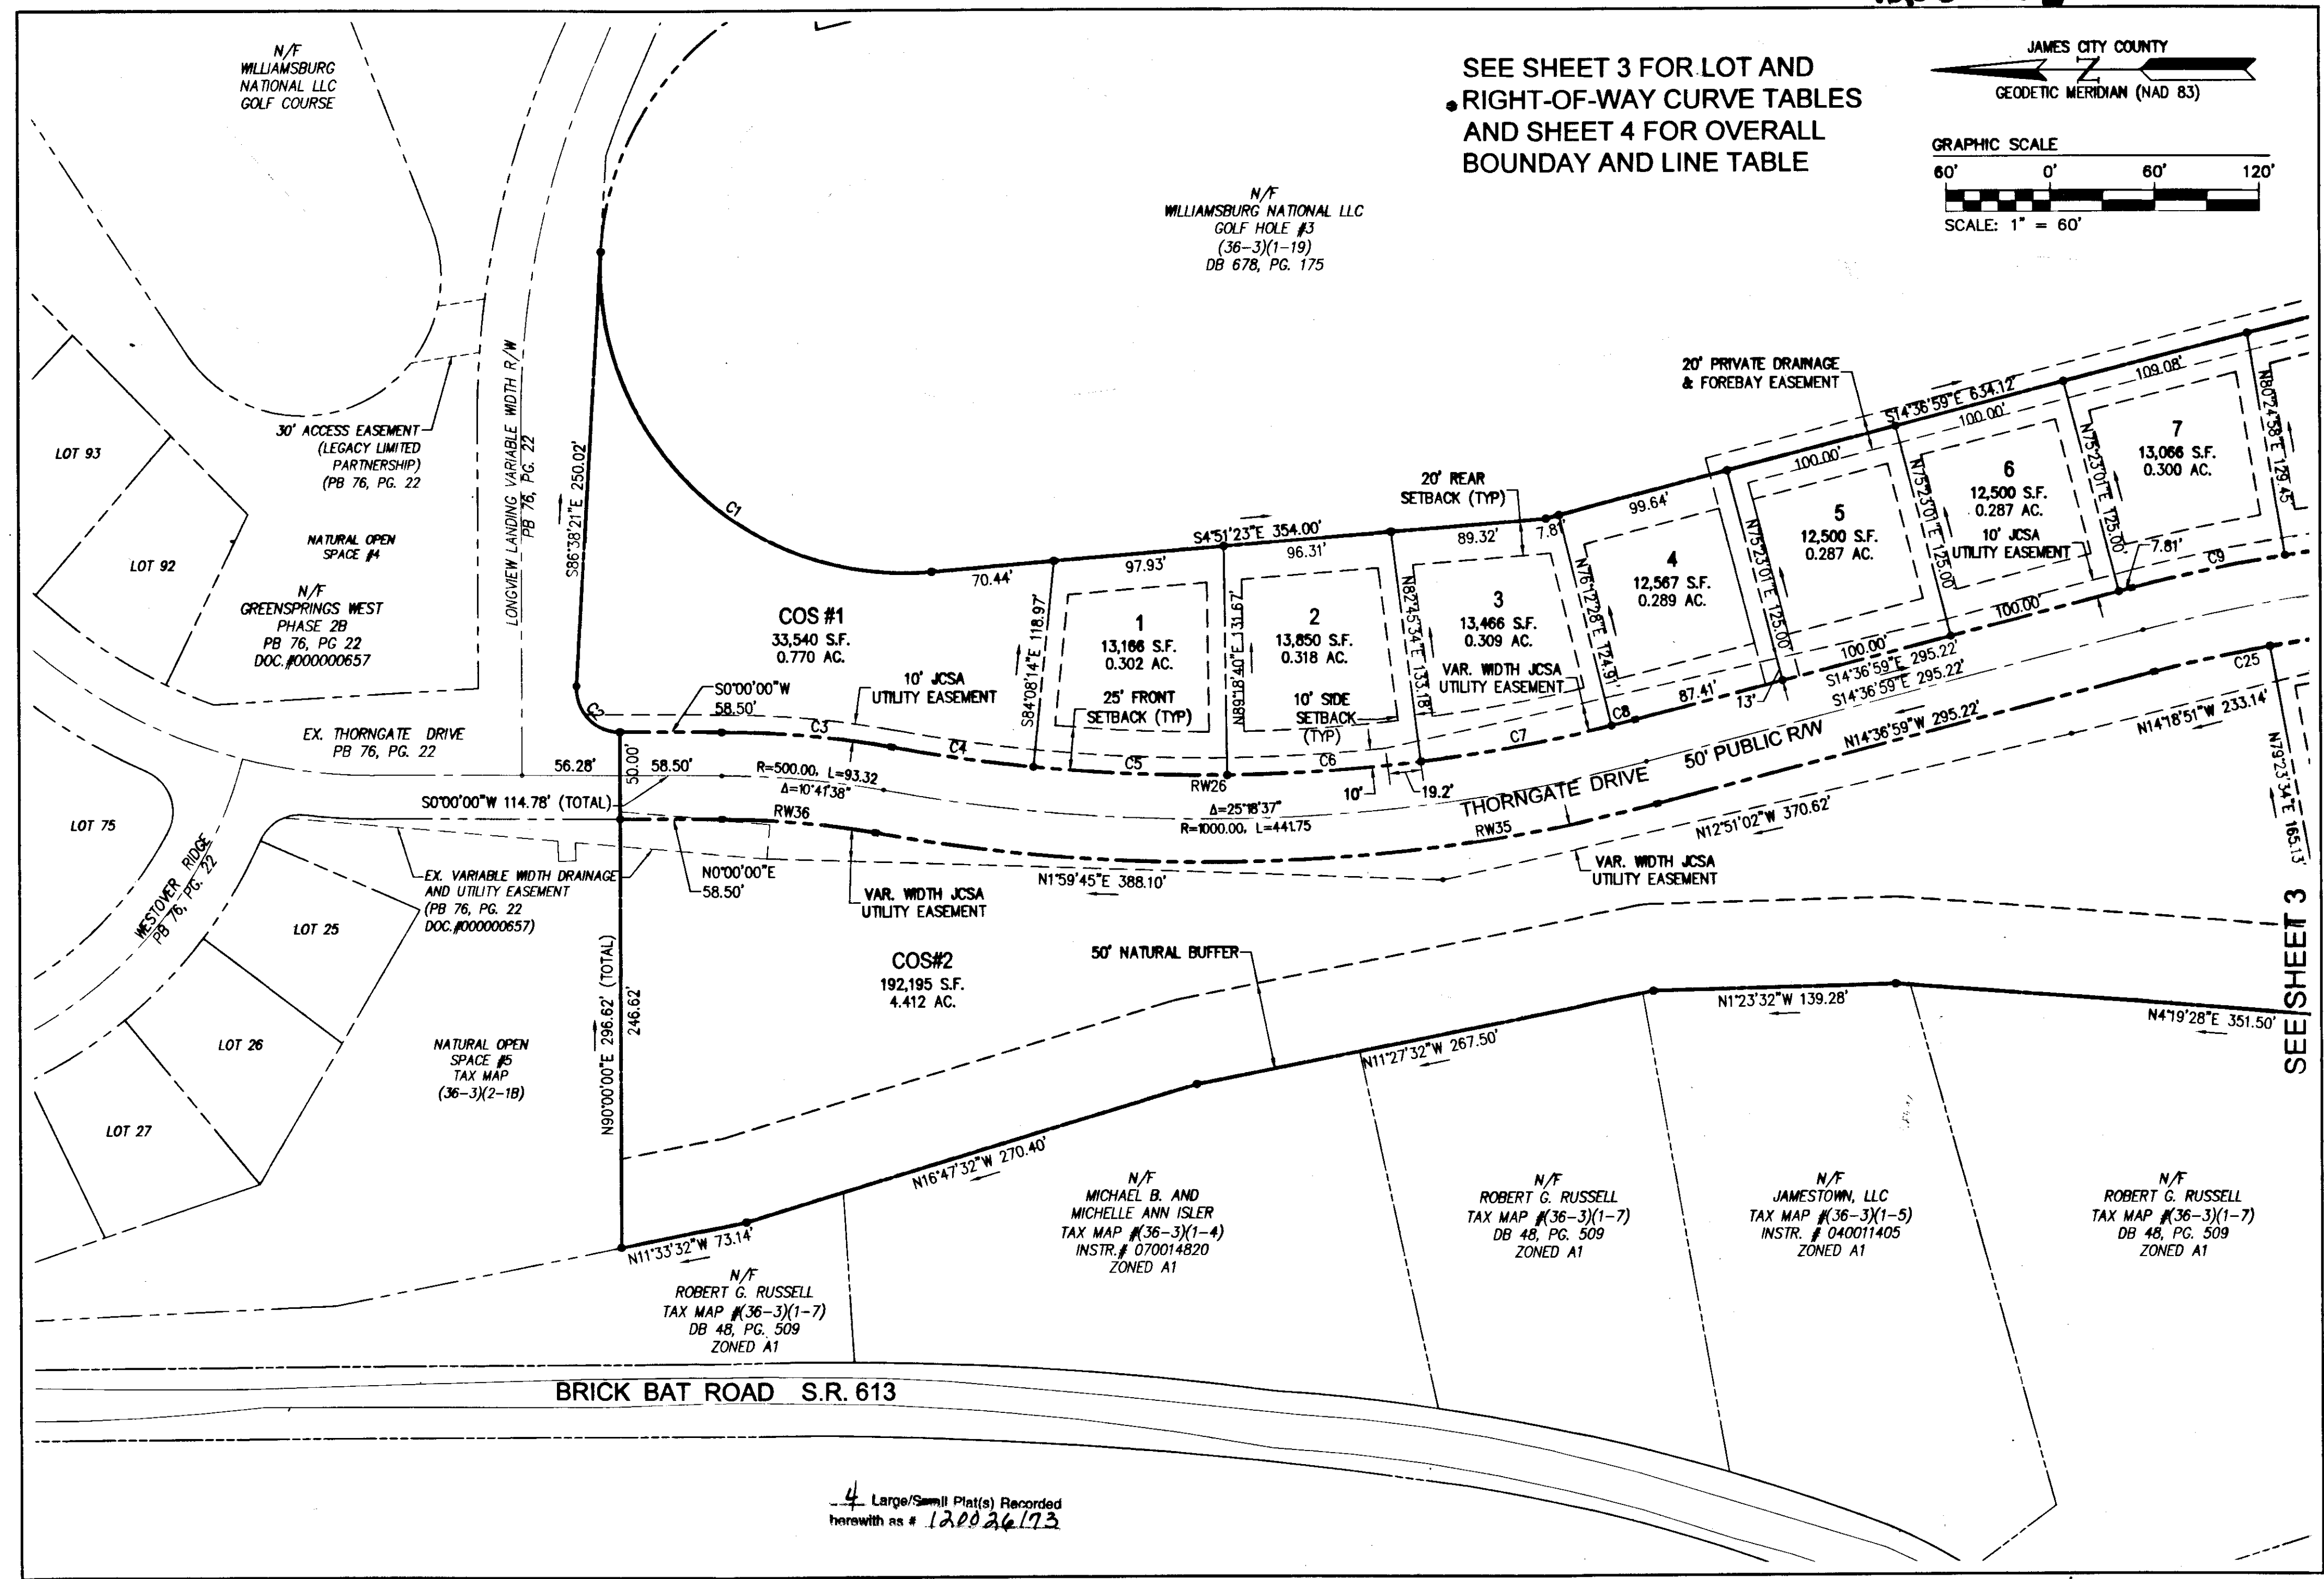 SEE SHEET 3 FOR LOT AND
RIGHT-OF-WAY CURVE TABLES
AND SHEET 4 FOR OVERALL
BOUNDAY AND LINE TABLE
JAMES CITY COUNTY
N
GEODETIC MERIDIAN (NAD 83)
GRAPHIC SCALE
60' 0' 60' 120'
SCALE: 1" = 60'
N/F
WILLIAMSBURG
NATIONAL LLC
GOLF COURSE
N/F
WILLIAMSBURG NATIONAL LLC
GOLF HOLE #3
(36-3)(1-19)
DB 678, PG. 175
30' ACCESS EASEMENT
(LEGACY LIMITED
PARTNERSHIP)
(PB 76, PG. 22
LOT 93
LOT 92
NATURAL OPEN
SPACE #4
N/F
GREENSPRINGS WEST
PHASE 2B
PB 76, PG 22
DOC.#000000657
LONGVIEW LANDING VARIABLE WIDTH R/W
PB 76, PG. 22
S86°38'21"E 250.02'
C1
C2
COS #1
33,540 S.F.
0.770 AC.
S0°00'00"W
58.50'
10' JCSA
UTILITY EASEMENT
70.44'
S4°51'23"E 354.00'
97.93'
96.31'
89.32'
7.81'
99.64'
20' REAR
SETBACK (TYP)
20' PRIVATE DRAINAGE
& FOREBAY EASEMENT
S14°36'59"E 634.12'
100.00'
100.00'
109.08'
S84°08'14"E 118.97'
1
13,166 S.F.
0.302 AC.
25' FRONT
SETBACK (TYP)
N89°18'40"E 131.67'
2
13,850 S.F.
0.318 AC.
10' SIDE
SETBACK
(TYP)
N82°45'34"E 133.18'
3
13,466 S.F.
0.309 AC.
VAR. WIDTH JCSA
UTILITY EASEMENT
N76°12'28"E 124.91'
4
12,567 S.F.
0.289 AC.
N75°23'01"E 125.00'
5
12,500 S.F.
0.287 AC.
N75°23'01"E 125.00'
6
12,500 S.F.
0.287 AC.
10' JCSA
UTILITY EASEMENT
N75°23'01"E 125.00'
7
13,066 S.F.
0.300 AC.
N80°24'58"E 129.45'
7.81'
C9
C3
C4
C5
C6
C7
C8
87.41'
13'
100.00'
100.00'
S14°36'59"E 295.22'
S14°36'59"E 295.22'
C25
EX. THORNGATE DRIVE
PB 76, PG. 22
56.28'
50.00'
58.50'
R=500.00, L=93.32
Δ=10°41'38"
S0°00'00"W 114.78' (TOTAL)
RW36
RW26
Δ=25°18'37"
R=1000.00, L=441.75
10'
19.2'
THORNGATE DRIVE 50' PUBLIC R/W
RW35
N14°36'59"W 295.22'
N14°18'51"W 233.14'
N79°23'34"E 165.13'
N12°51'02"W 370.62'
VAR. WIDTH JCSA
UTILITY EASEMENT
LOT 75
WESTOVER RIDGE
PB 76, PG. 22
EX. VARIABLE WIDTH DRAINAGE
AND UTILITY EASEMENT
(PB 76, PG. 22
DOC.#000000657)
N0°00'00"E
58.50'
VAR. WIDTH JCSA
UTILITY EASEMENT
N1°59'45"E 388.10'
LOT 25
LOT 26
LOT 27
NATURAL OPEN
SPACE #5
TAX MAP
(36-3)(2-1B)
N90°00'00"E 296.62' (TOTAL)
246.62'
COS#2
192,195 S.F.
4.412 AC.
50' NATURAL BUFFER
N11°33'32"W 73.14'
N16°47'32"W 270.40'
N11°27'32"W 267.50'
N1°23'32"W 139.28'
N4°19'28"E 351.50'
SEE SHEET 3
N/F
ROBERT G. RUSSELL
TAX MAP #(36-3)(1-7)
DB 48, PG. 509
ZONED A1
N/F
MICHAEL B. AND
MICHELLE ANN ISLER
TAX MAP #(36-3)(1-4)
INSTR.# 070014820
ZONED A1
N/F
ROBERT G. RUSSELL
TAX MAP #(36-3)(1-7)
DB 48, PG. 509
ZONED A1
N/F
JAMESTOWN, LLC
TAX MAP #(36-3)(1-5)
INSTR. # 040011405
ZONED A1
N/F
ROBERT G. RUSSELL
TAX MAP #(36-3)(1-7)
DB 48, PG. 509
ZONED A1
BRICK BAT ROAD S.R. 613
4 Large/Small Plat(s) Recorded
herewith as # 120026173